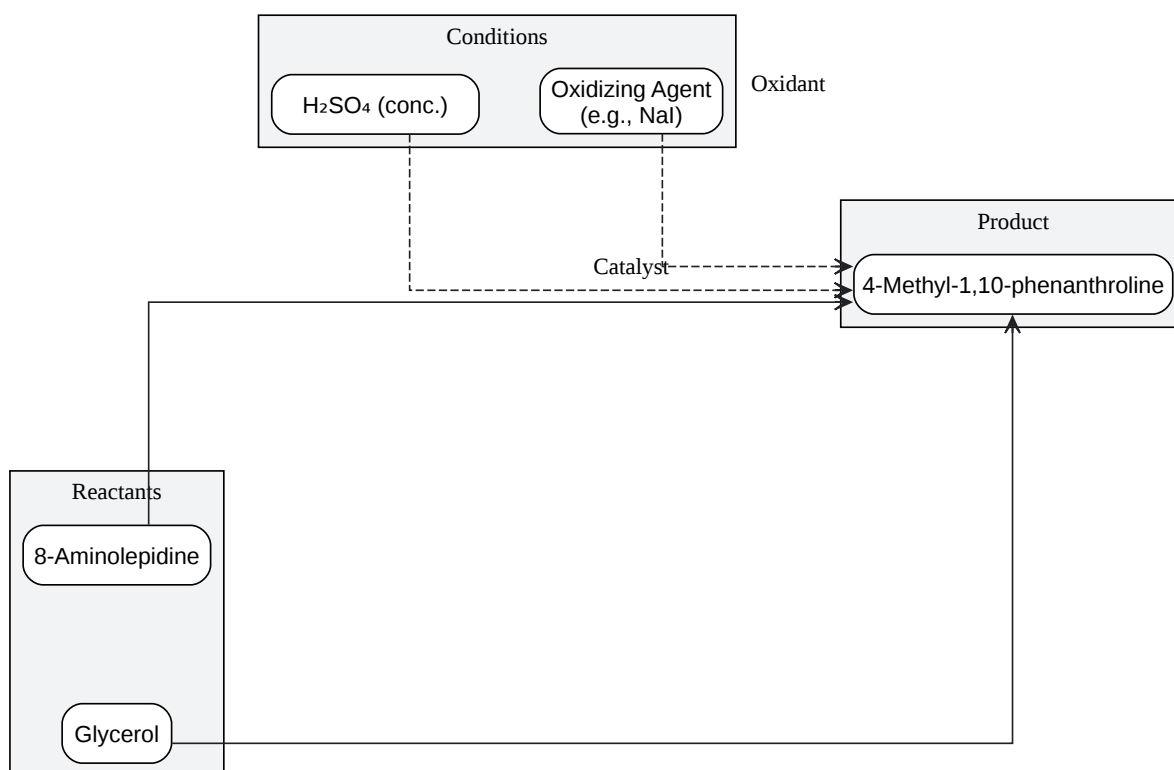 Conditions
H₂SO₄ (conc.)
Oxidizing Agent
(e.g., NaI)
Oxidant
Product
Catalyst
4-Methyl-1,10-phenanthroline
Reactants
8-Aminolepidine
Glycerol